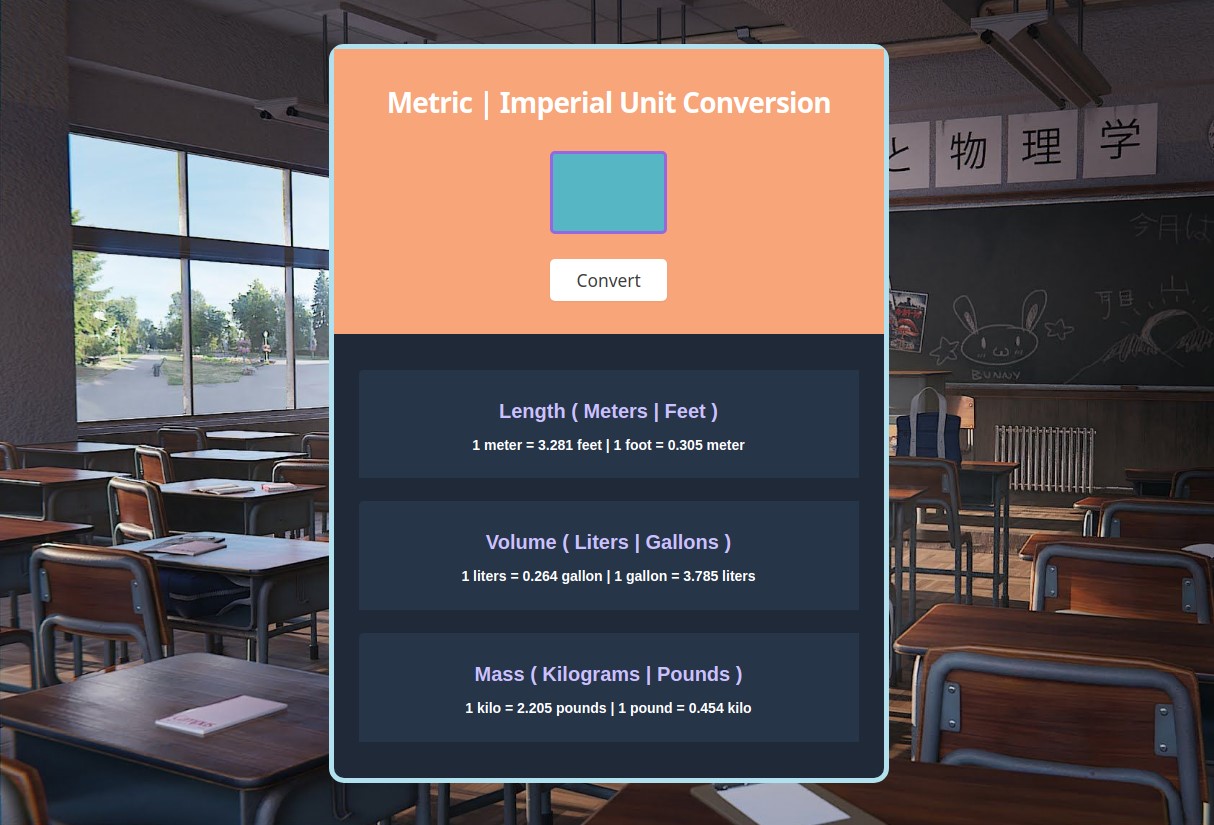 Metric | Imperial Unit Conversion
と物理学
今月は
Convert
BUNNY
Length ( Meters | Feet )
1 meter = 3.281 feet | 1 foot = 0.305 meter
Volume ( Liters | Gallons )
1 liters = 0.264 gallon | 1 gallon = 3.785 liters
Mass ( Kilograms | Pounds )
1 kilo = 2.205 pounds | 1 pound = 0.454 kilo
Campus